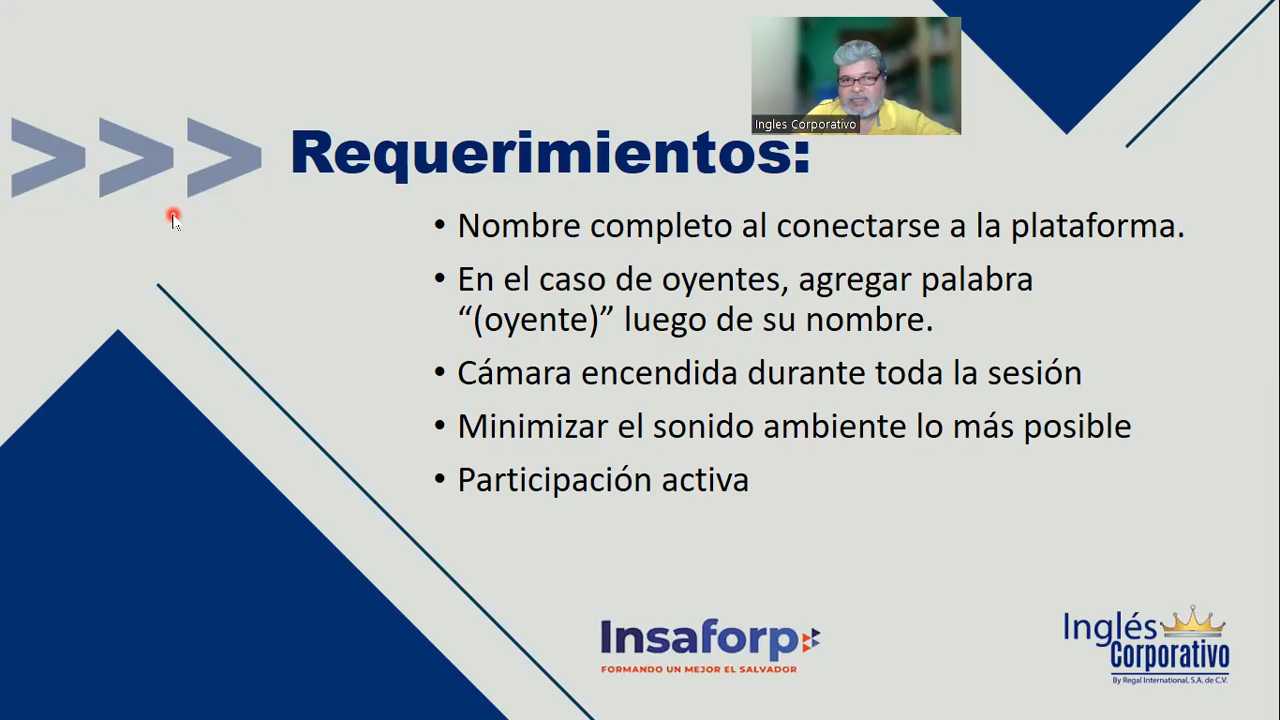 Ingles Corporativo
>>> Requerimientos:
• Nombre completo al conectarse a la plataforma.
• En el caso de oyentes, agregar palabra
“(oyente)” luego de su nombre.
• Cámara encendida durante toda la sesión
• Minimizar el sonido ambiente lo más posible
• Participación activa
Insaforp
FORMANDO UN MEJOR EL SALVADOR
Inglés
Corporativo
By Regal International, S.A. de C.V.